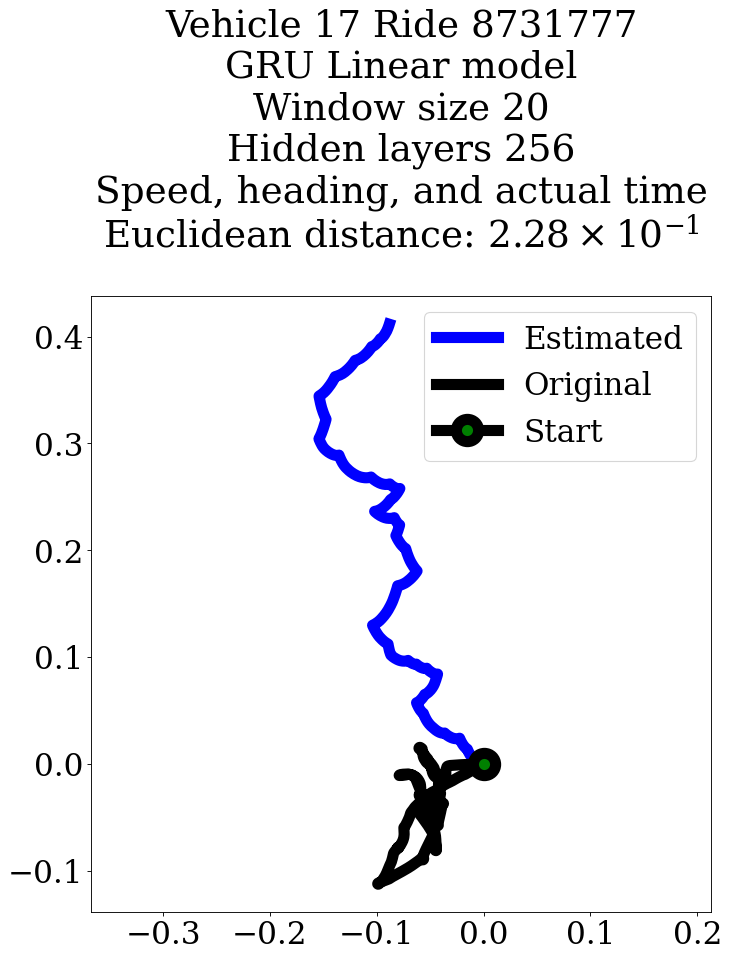 Vehicle 17 Ride 8731777
GRU Linear model
Window size 20
Hidden layers 256
Speed, heading, and actual time
Euclidean distance: 2.28 × 10⁻¹
Estimated
Original
Start
0.4
0.3
0.2
0.1
0.0
−0.1
−0.3 −0.2 −0.1 0.0 0.1 0.2